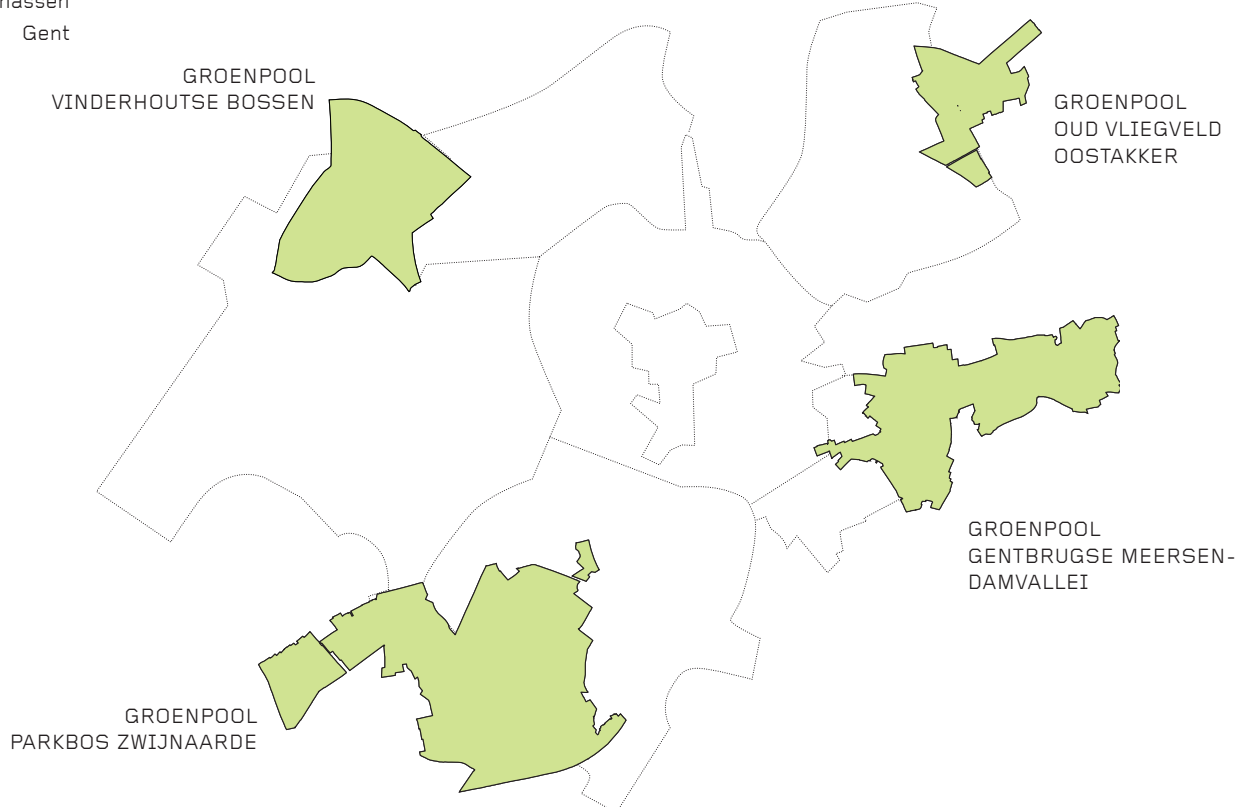 Gent
GROENPOOL
VINDERHOUTSE BOSSEN
GROENPOOL
OUD VLIEGVELD
OOSTAKKER
GROENPOOL
GENTBRUGSE MEERSEN-
DAMVALLEI
GROENPOOL
PARKBOS ZWIJNAARDE